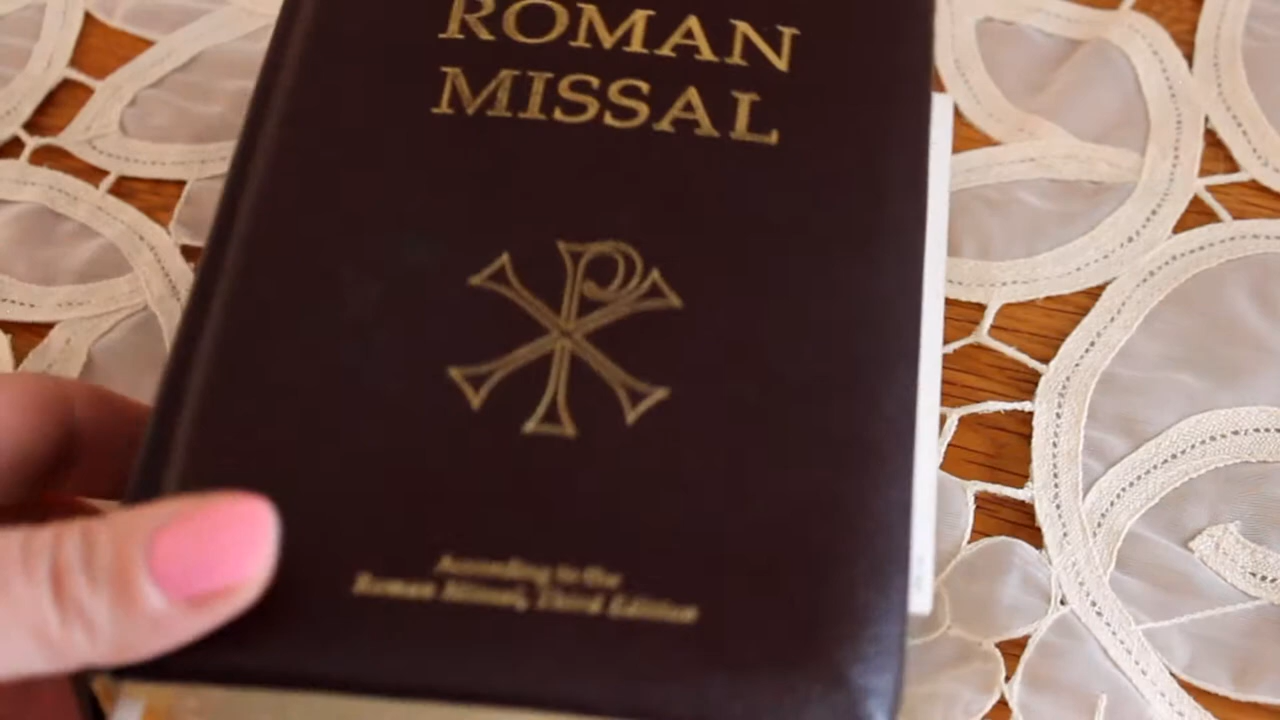 ROMAN
MISSAL
According to the
Roman Missal, Third Edition